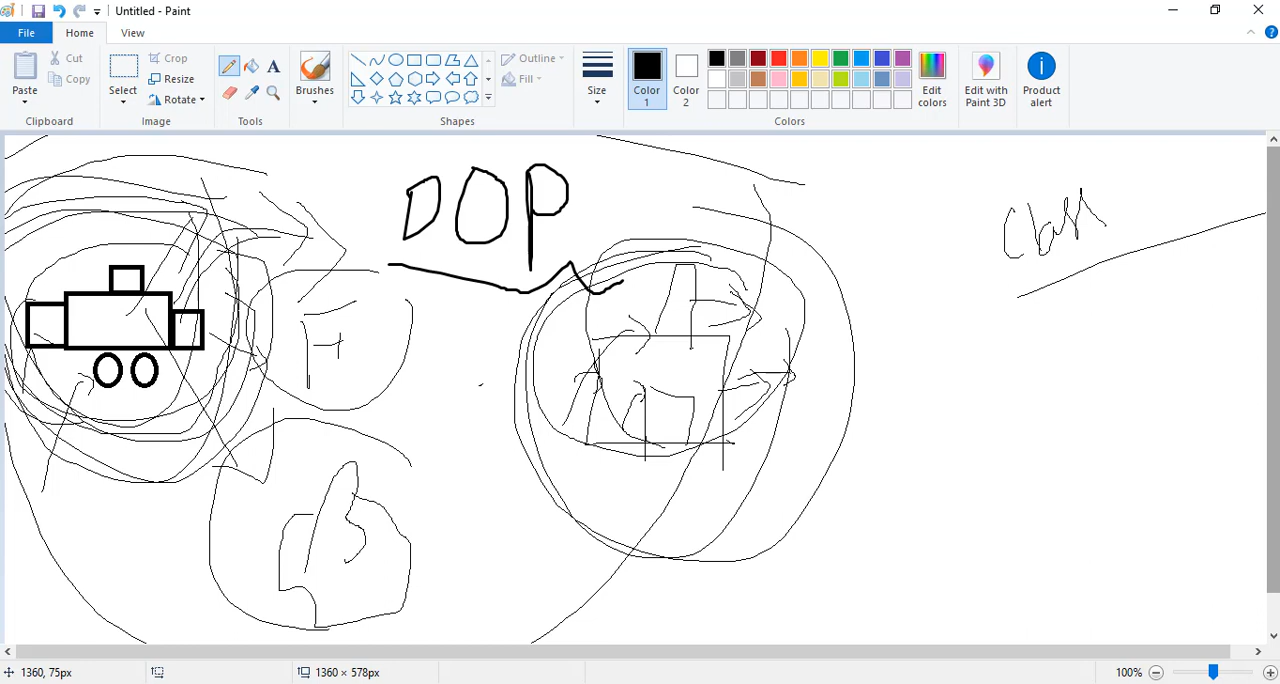 Untitled - Paint
File
Home
View
Paste
Cut
Copy
Clipboard
Select
Crop
Resize
Rotate
Image
A
Tools
Brushes
Shapes
Outline
Fill
Size
Color 1
Color 2
Colors
Edit colors
Edit with Paint 3D
Product alert
OOP
Class
1360, 75px
1360 × 578px
100%